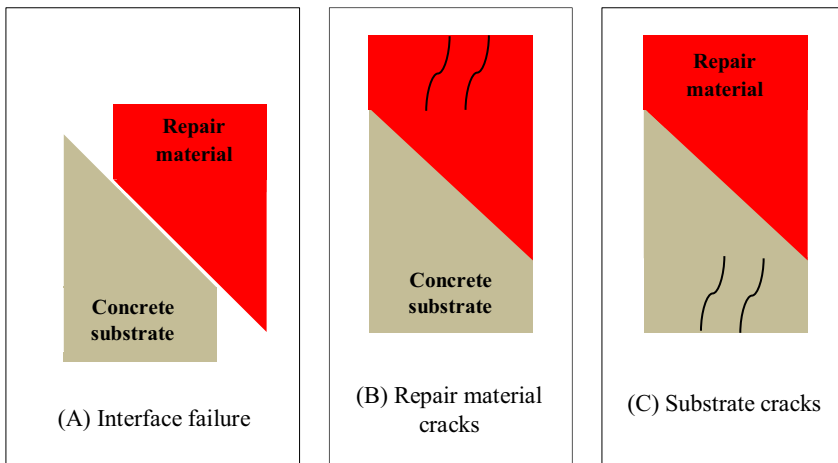 Repair
material
Concrete
substrate
(A) Interface failure
Concrete
substrate
(B) Repair material
cracks
Repair
material
(C) Substrate cracks